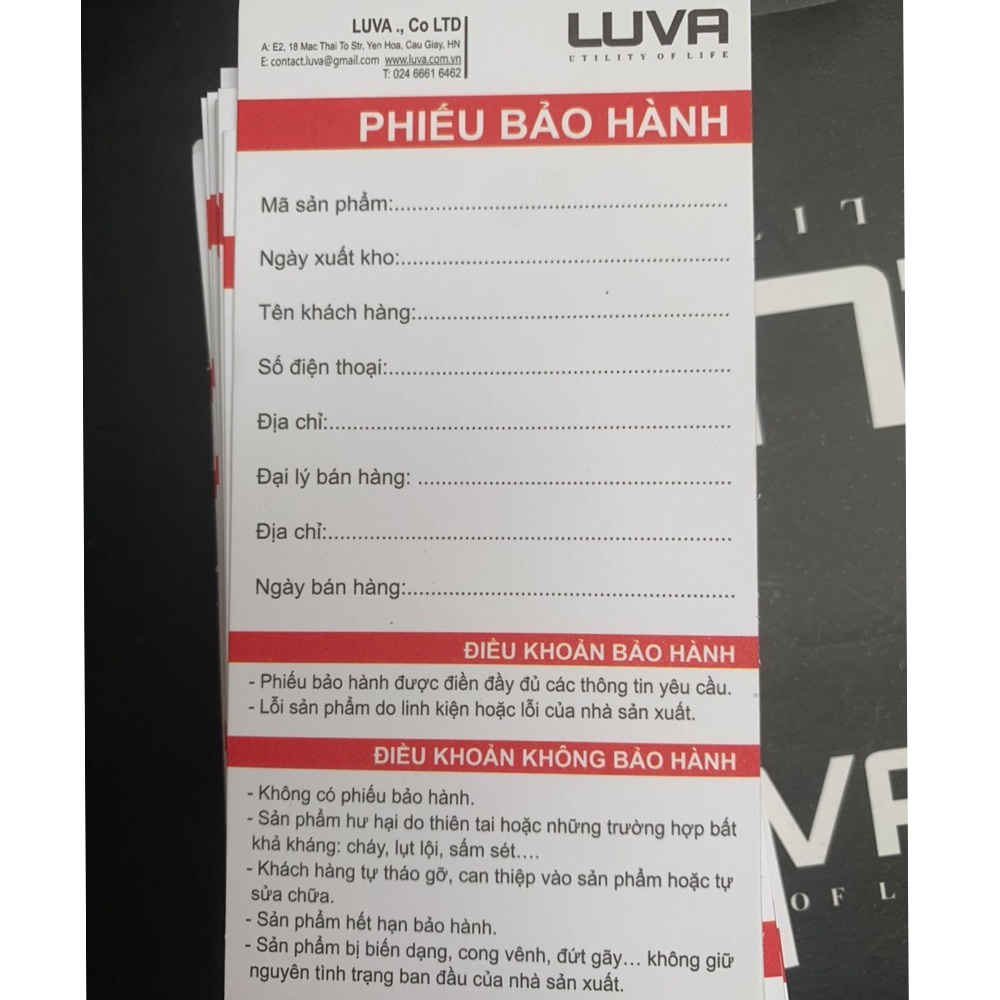 LUVA ., Co LTD
A: E2, 18 Mac Thai To Str, Yen Hoa, Cau Giay, HN
E: contact.luva@gmail.com www.luva.com.vn
T: 024 6661 6462
LUVA
UTILITY OF LIFE
PHIẾU BẢO HÀNH
Mã sản phẩm:
Ngày xuất kho:
Tên khách hàng:
Số điện thoại:
Địa chỉ:
Đại lý bán hàng:
Địa chỉ:
Ngày bán hàng:
ĐIỀU KHOẢN BẢO HÀNH
- Phiếu bảo hành được điền đầy đủ các thông tin yêu cầu.
- Lỗi sản phẩm do linh kiện hoặc lỗi của nhà sản xuất.
ĐIỀU KHOẢN KHÔNG BẢO HÀNH
- Không có phiếu bảo hành.
- Sản phẩm hư hại do thiên tai hoặc những trường hợp bất
khả kháng: cháy, lụt lội, sấm sét....
- Khách hàng tự tháo gỡ, can thiệp vào sản phẩm hoặc tự
sửa chữa.
- Sản phẩm hết hạn bảo hành.
- Sản phẩm bị biến dạng, cong vênh, đứt gãy... không giữ
nguyên tình trạng ban đầu của nhà sản xuất.
OF L